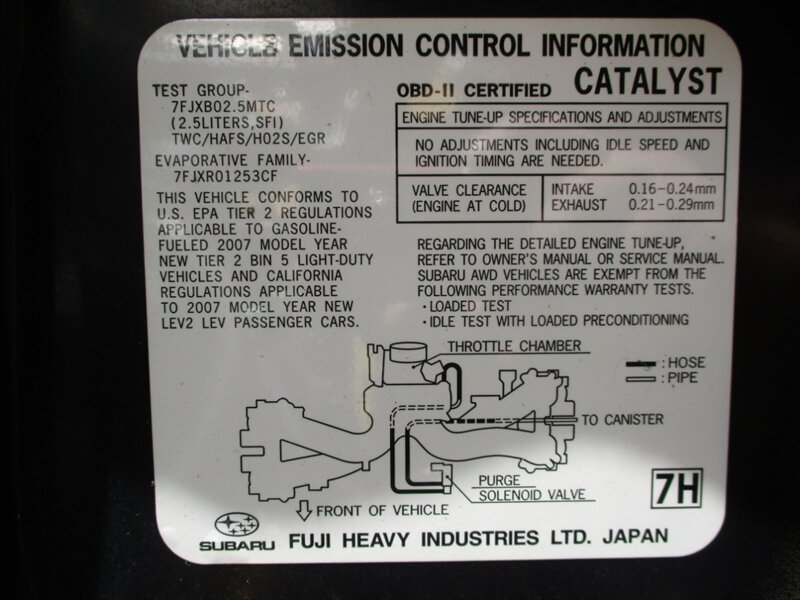 VEHICLE EMISSION CONTROL INFORMATION
TEST GROUP-
7FJXB02.5MTC
(2.5LITERS,SFI)
TWC/HAFS/HO2S/EGR
EVAPORATIVE FAMILY-
7FJXR01253CF
THIS VEHICLE CONFORMS TO
U.S. EPA TIER 2 REGULATIONS
APPLICABLE TO GASOLINE-
FUELED 2007 MODEL YEAR
NEW TIER 2 BIN 5 LIGHT-DUTY
VEHICLES AND CALIFORNIA
REGULATIONS APPLICABLE
TO 2007 MODEL YEAR NEW
LEV2 LEV PASSENGER CARS.
OBD-II CERTIFIED CATALYST
ENGINE TUNE-UP SPECIFICATIONS AND ADJUSTMENTS
NO ADJUSTMENTS INCLUDING IDLE SPEED AND
IGNITION TIMING ARE NEEDED.
VALVE CLEARANCE INTAKE 0.16-0.24mm
(ENGINE AT COLD) EXHAUST 0.21-0.29mm
REGARDING THE DETAILED ENGINE TUNE-UP,
REFER TO OWNER'S MANUAL OR SERVICE MANUAL.
SUBARU AWD VEHICLES ARE EXEMPT FROM THE
FOLLOWING PERFORMANCE WARRANTY TESTS.
・LOADED TEST
・IDLE TEST WITH LOADED PRECONDITIONING
THROTTLE CHAMBER
:HOSE
:PIPE
TO CANISTER
PURGE
SOLENOID VALVE
7H
FRONT OF VEHICLE
SUBARU FUJI HEAVY INDUSTRIES LTD. JAPAN